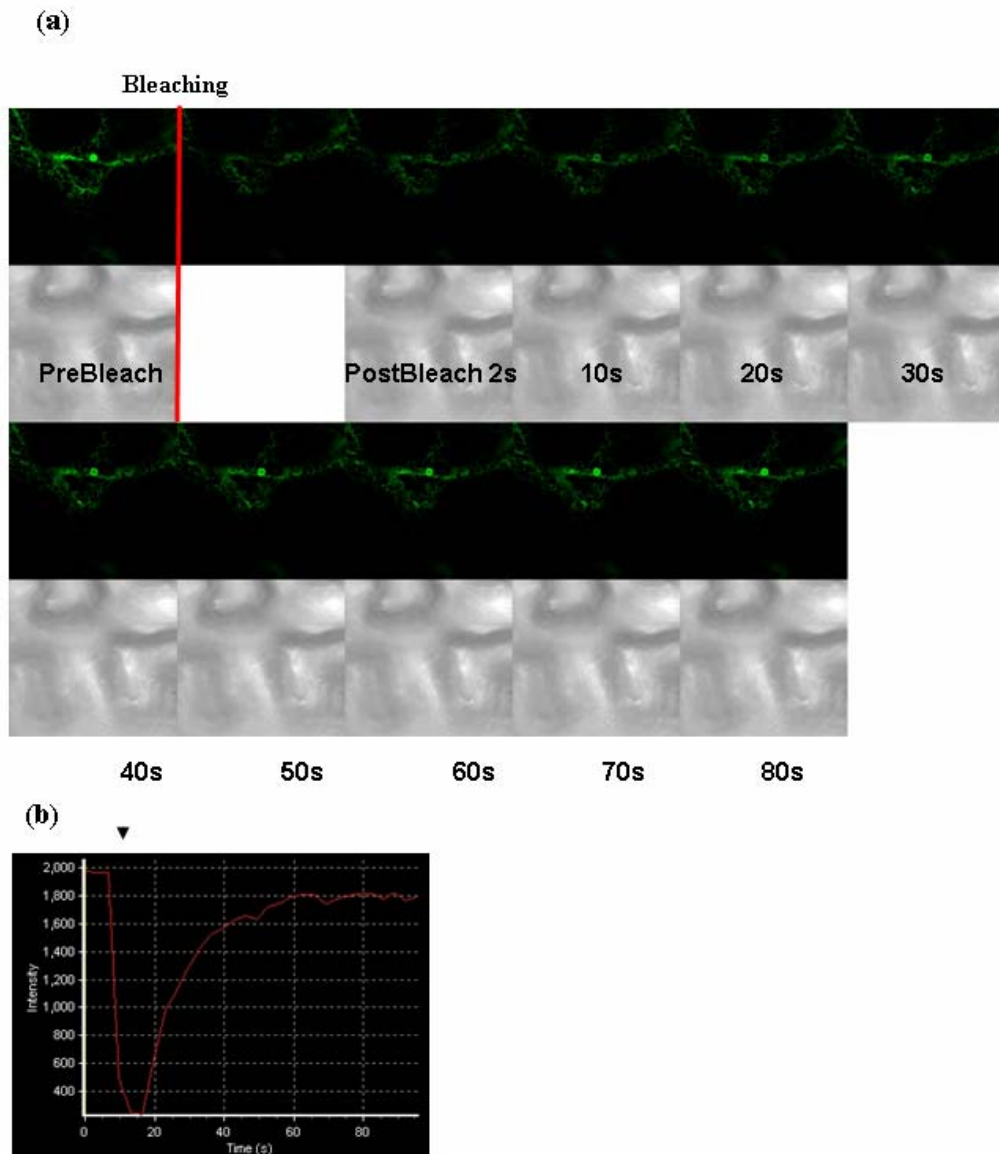 (a)
Bleaching
PreBleach
PostBleach 2s
10s
20s
30s
40s
50s
60s
70s
80s
(b)
2,000
1,800
1,600
1,400
1,200
1,000
800
600
400
Intensity
0
20
40
60
80
Time (s)